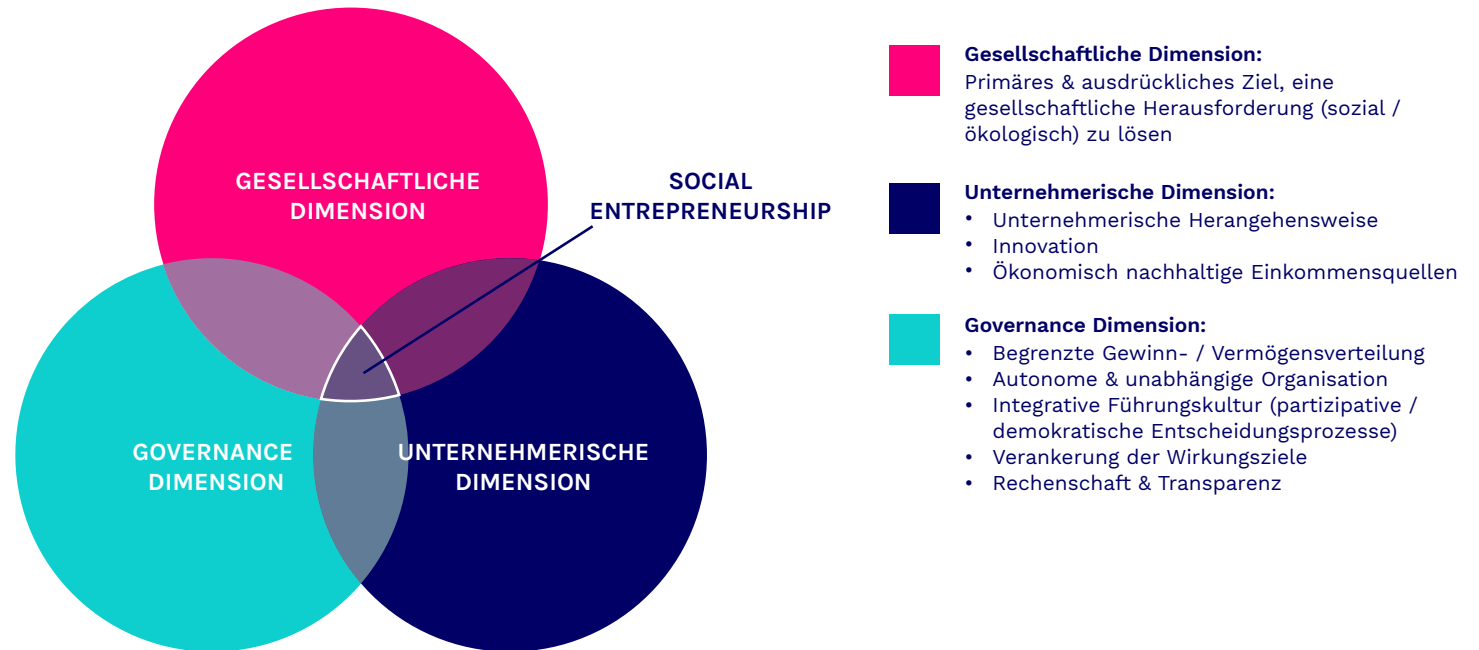 GESELLSCHAFTLICHE
DIMENSION
SOCIAL
ENTREPRENEURSHIP
GOVERNANCE
DIMENSION
UNTERNEHMERISCHE
DIMENSION
Gesellschaftliche Dimension:
Primäres & ausdrückliches Ziel, eine
gesellschaftliche Herausforderung (sozial /
ökologisch) zu lösen
Unternehmerische Dimension:
• Unternehmerische Herangehensweise
• Innovation
• Ökonomisch nachhaltige Einkommensquellen
Governance Dimension:
• Begrenzte Gewinn- / Vermögensverteilung
• Autonome & unabhängige Organisation
• Integrative Führungskultur (partizipative /
demokratische Entscheidungsprozesse)
• Verankerung der Wirkungsziele
• Rechenschaft & Transparenz